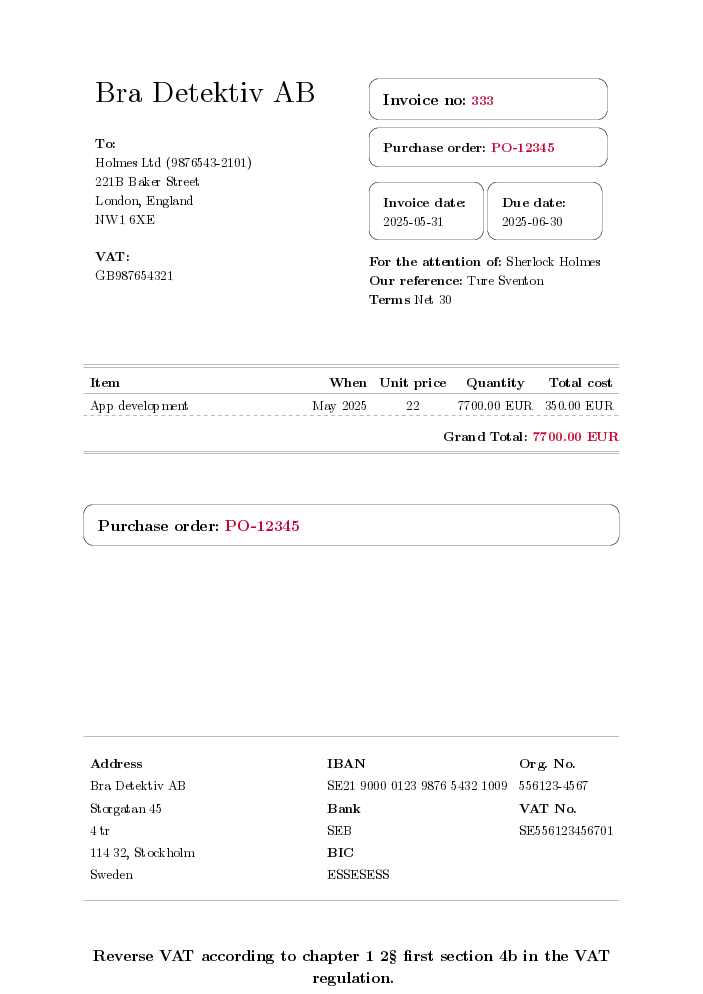 Bra Detektiv AB
Invoice no: 333
Purchase order: PO-12345
To:
Holmes Ltd (9876543-2101)
221B Baker Street
London, England
NW1 6XE
VAT:
GB987654321
Invoice date:
2025-05-31
Due date:
2025-06-30
For the attention of: Sherlock Holmes
Our reference: Ture Sventon
Terms Net 30
Item When Unit price Quantity Total cost
App development May 2025 22 7700.00 EUR 350.00 EUR
Grand Total: 7700.00 EUR
Purchase order: PO-12345
Address IBAN Org. No.
Bra Detektiv AB SE21 9000 0123 9876 5432 1009 556123-4567
Storgatan 45 Bank VAT No.
4 tr SEB SE556123456701
114 32, Stockholm BIC
Sweden ESSESESS
Reverse VAT according to chapter 1 2§ first section 4b in the VAT
regulation.